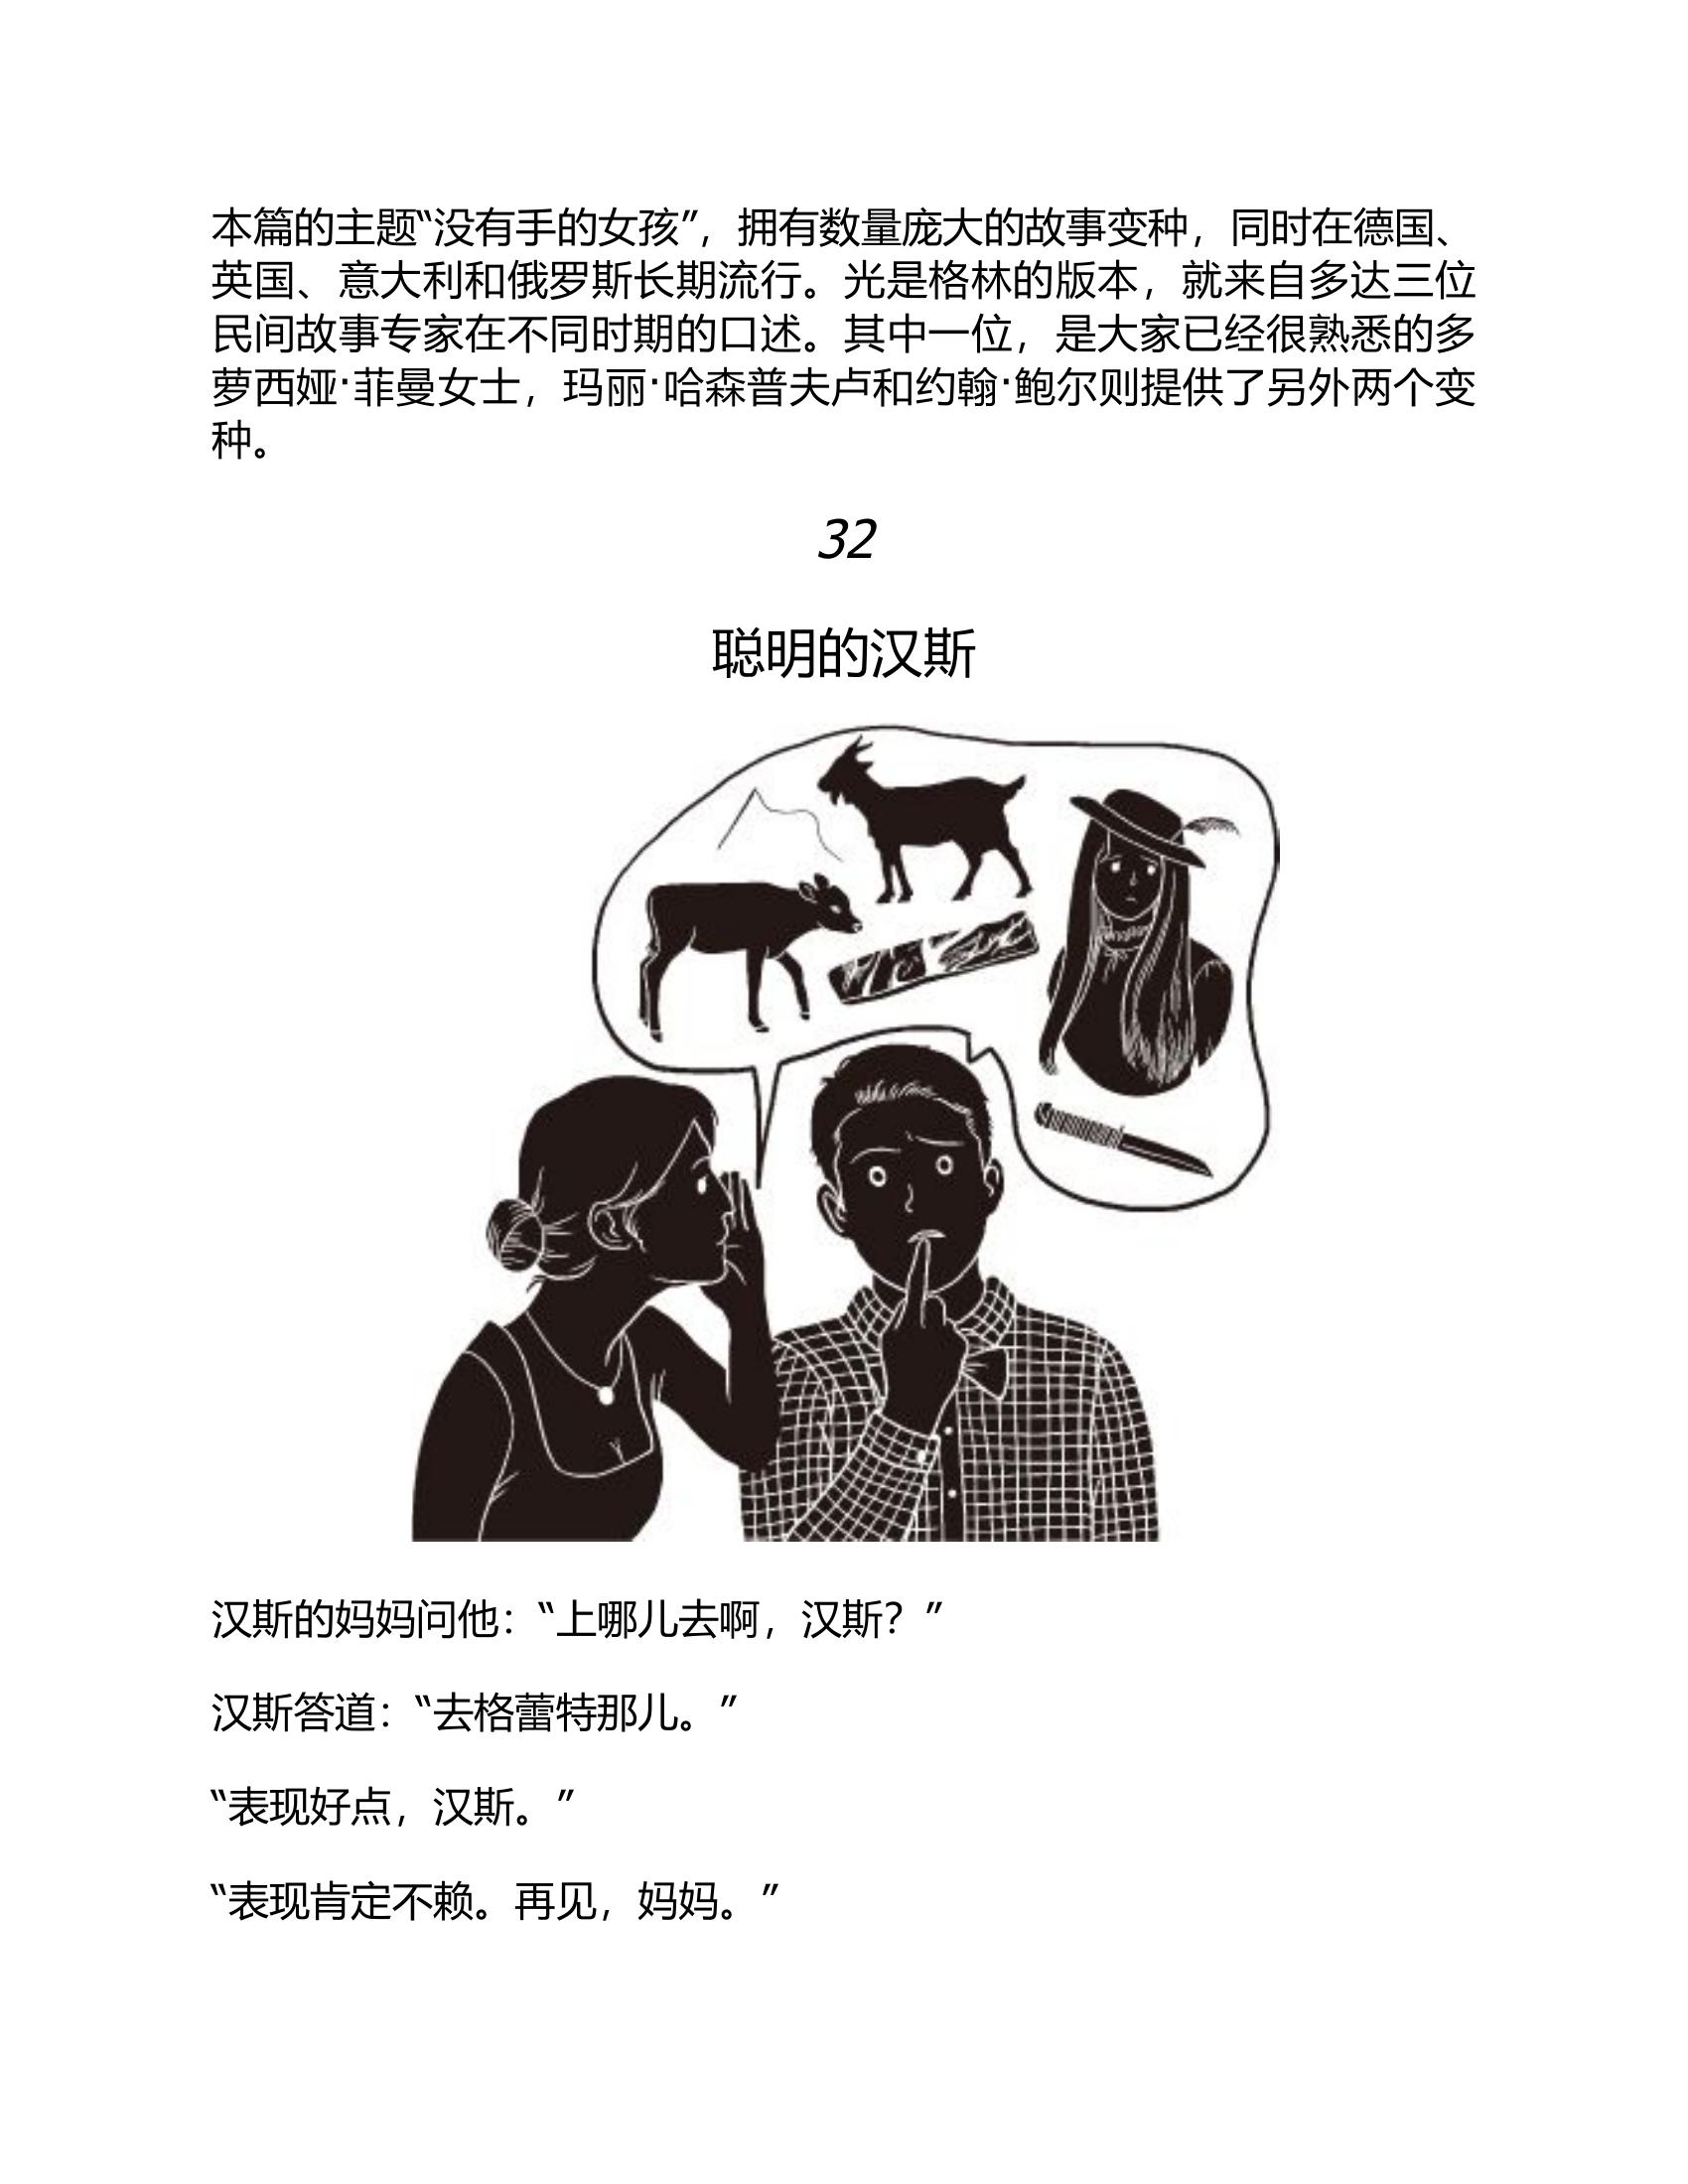 本篇的主题“没有手的女孩”，拥有数量庞大的故事变种，同时在德国、
英国、意大利和俄罗斯长期流行。光是格林的版本，就来自多达三位
民间故事专家在不同时期的口述。其中一位，是大家已经很熟悉的多
萝西娅·菲曼女士，玛丽·哈森普夫卢和约翰·鲍尔则提供了另外两个变
种。
32
聪明的汉斯
汉斯的妈妈问他：“上哪儿去啊，汉斯？”
汉斯答道：“去格蕾特那儿。”
“表现好点，汉斯。”
“表现肯定不赖。再见，妈妈。”